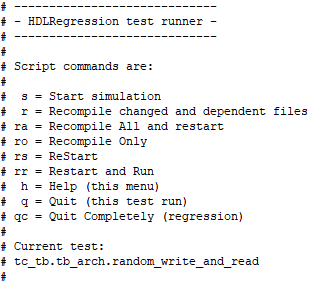 # -----------------------------
# - HDLRegression test runner -
# -----------------------------
#
# Script commands are:
#
#  s = Start simulation
#  r = Recompile changed and dependent files
# ra = Recompile All and restart
# ro = Recompile Only
# rs = ReStart
# rr = Restart and Run
#  h = Help (this menu)
#  q = Quit (this test run)
# qc = Quit Completely (regression)
#
# Current test:
# tc_tb.tb_arch.random_write_and_read
#